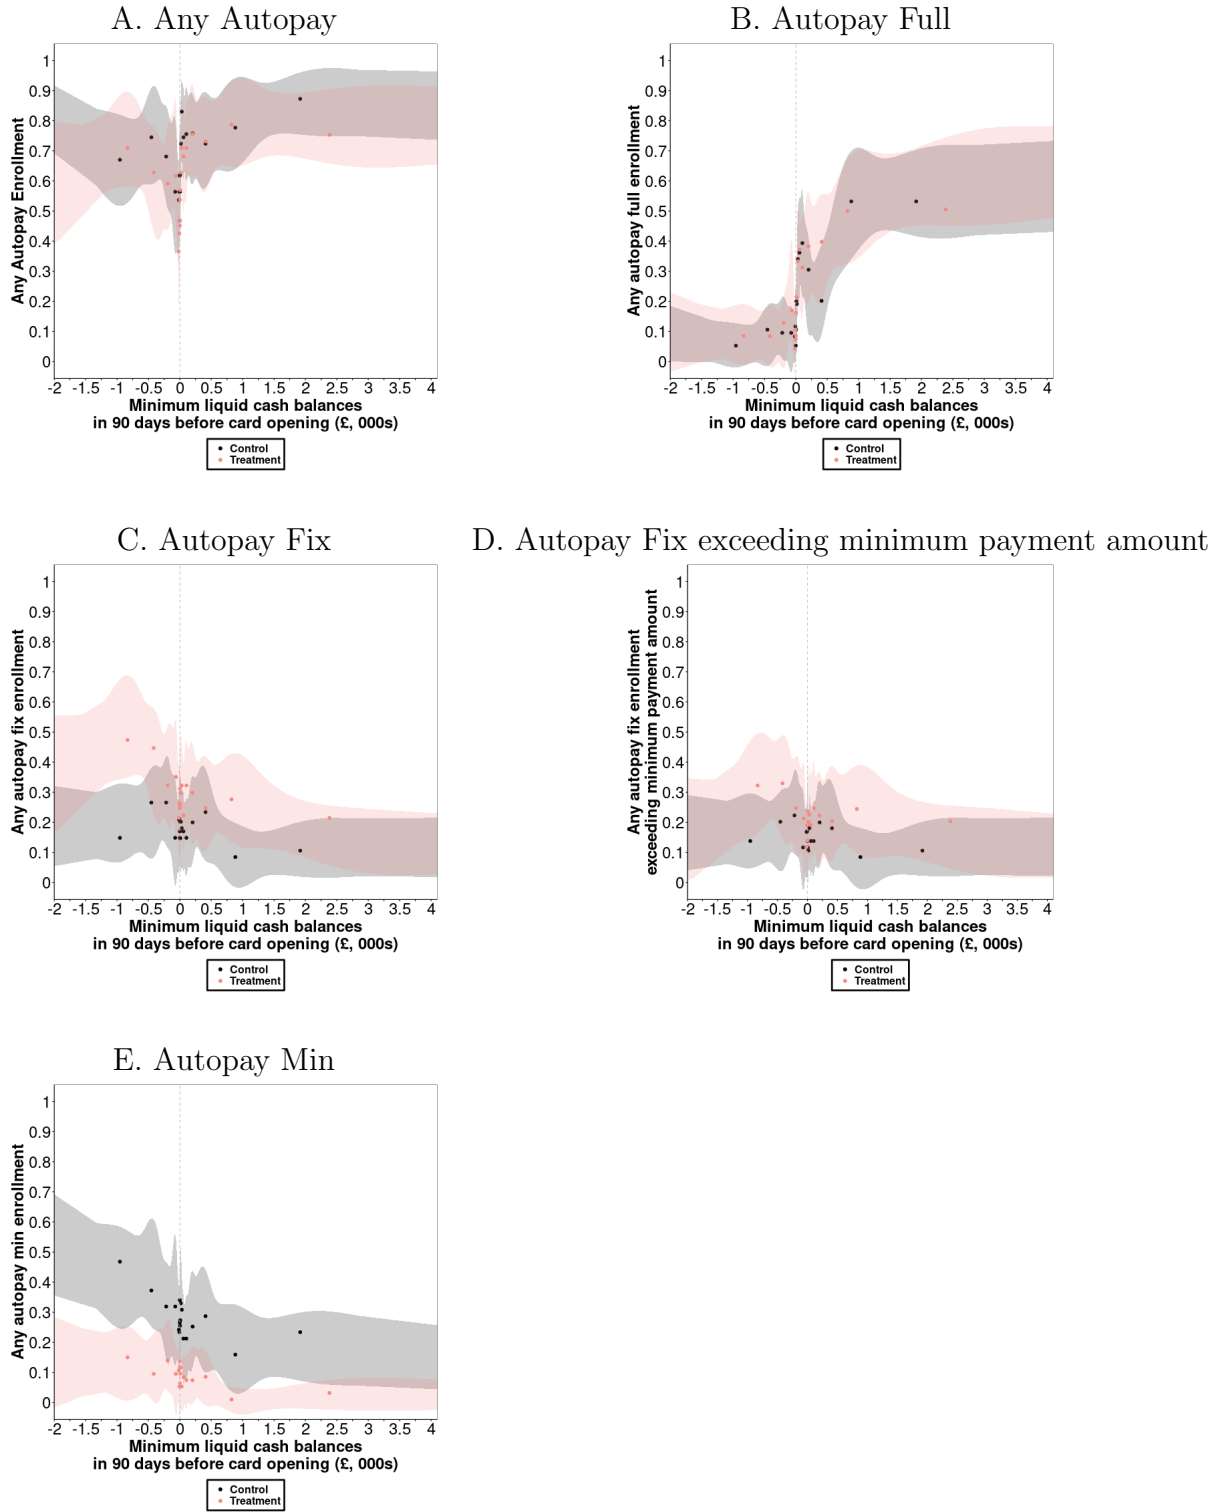 A. Any Autopay
Any Autopay Enrollment
1
0.9
0.8
0.7
0.6
0.5
0.4
0.3
0.2
0.1
0
-2 -1.5 -1 -0.5 0 0.5 1 1.5 2 2.5 3 3.5 4
Minimum liquid cash balances
in 90 days before card opening (£, 000s)
Control
Treatment
B. Autopay Full
Any autopay full enrollment
1
0.9
0.8
0.7
0.6
0.5
0.4
0.3
0.2
0.1
0
-2 -1.5 -1 -0.5 0 0.5 1 1.5 2 2.5 3 3.5 4
Minimum liquid cash balances
in 90 days before card opening (£, 000s)
Control
Treatment
C. Autopay Fix
Any autopay fix enrollment
1
0.9
0.8
0.7
0.6
0.5
0.4
0.3
0.2
0.1
0
-2 -1.5 -1 -0.5 0 0.5 1 1.5 2 2.5 3 3.5 4
Minimum liquid cash balances
in 90 days before card opening (£, 000s)
Control
Treatment
D. Autopay Fix exceeding minimum payment amount
Any autopay fix enrollment
exceeding minimum payment amount
1
0.9
0.8
0.7
0.6
0.5
0.4
0.3
0.2
0.1
0
-2 -1.5 -1 -0.5 0 0.5 1 1.5 2 2.5 3 3.5 4
Minimum liquid cash balances
in 90 days before card opening (£, 000s)
Control
Treatment
E. Autopay Min
Any autopay min enrollment
1
0.9
0.8
0.7
0.6
0.5
0.4
0.3
0.2
0.1
0
-2 -1.5 -1 -0.5 0 0.5 1 1.5 2 2.5 3 3.5 4
Minimum liquid cash balances
in 90 days before card opening (£, 000s)
Control
Treatment